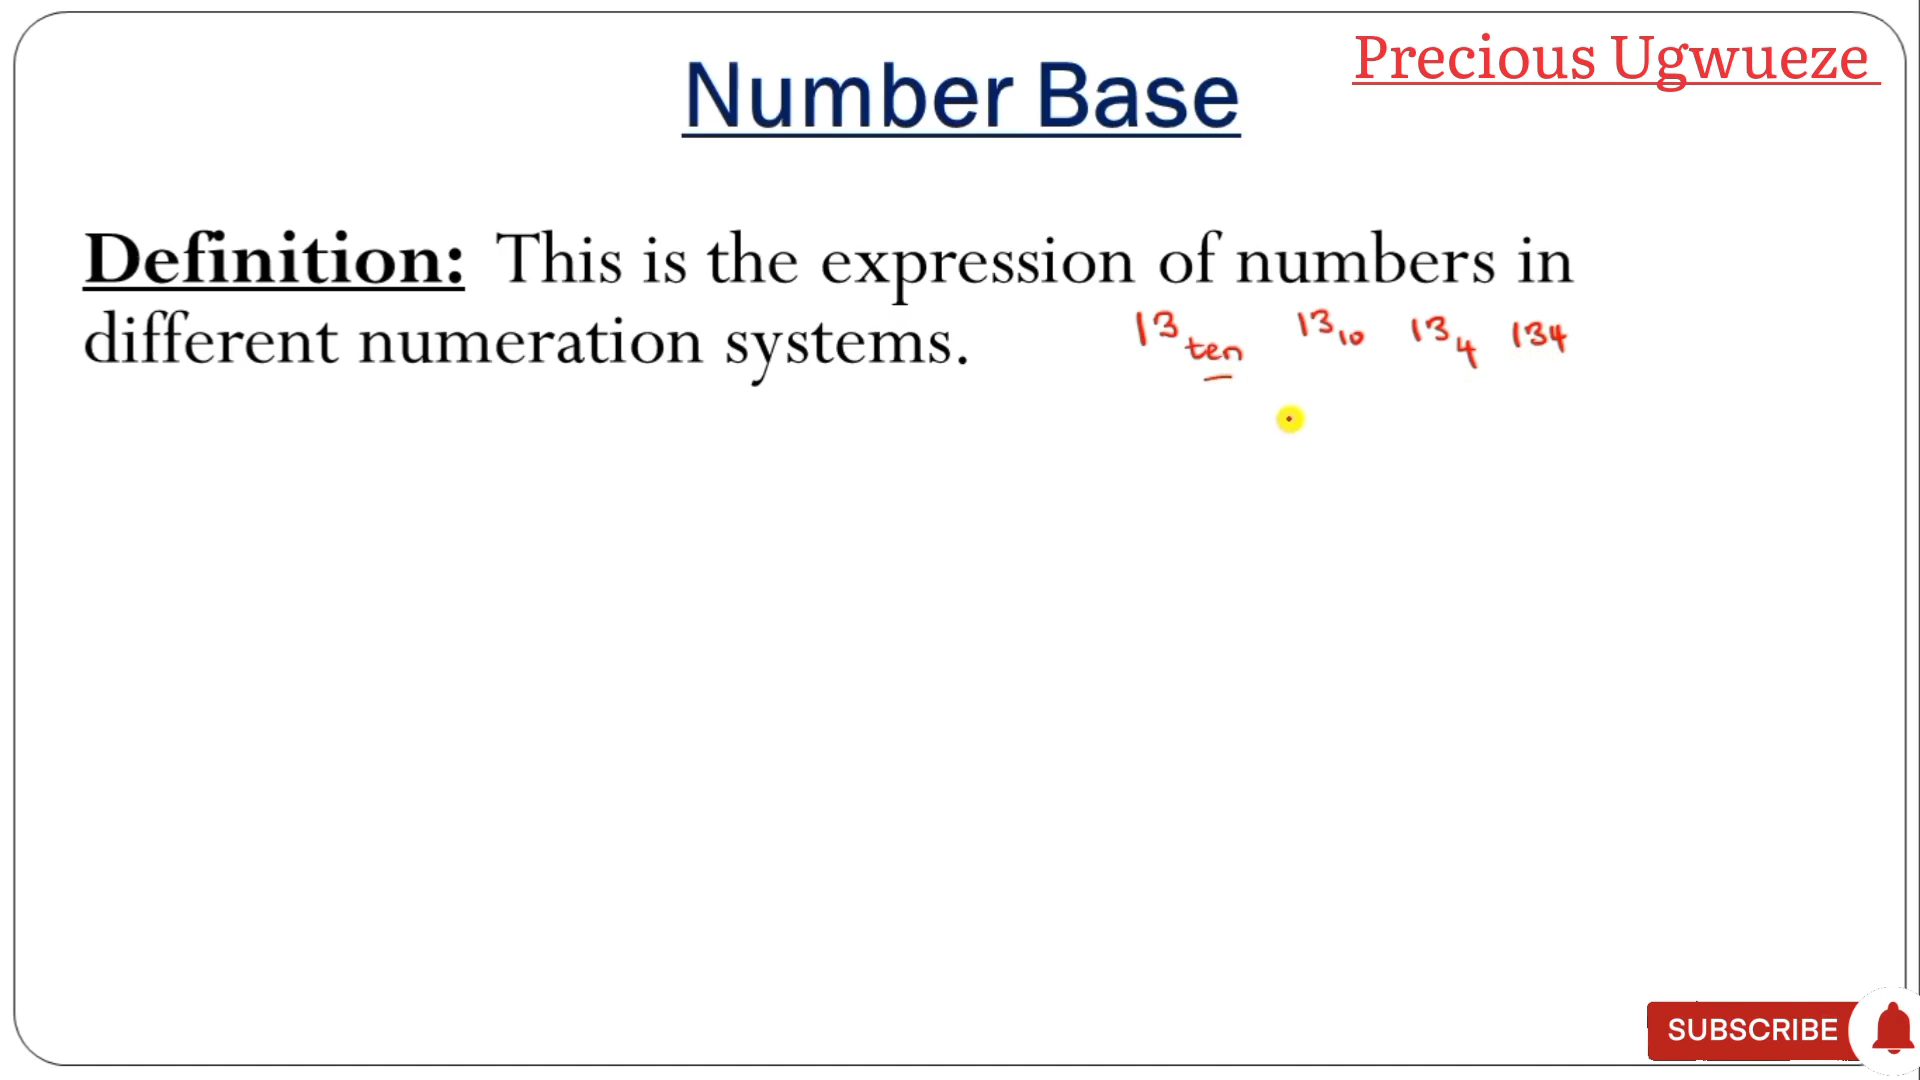 Precious Ugwueze
Number Base
Definition: This is the expression of numbers in
different numeration systems.
13ten 13₁₀ 13₄ 134
SUBSCRIBE